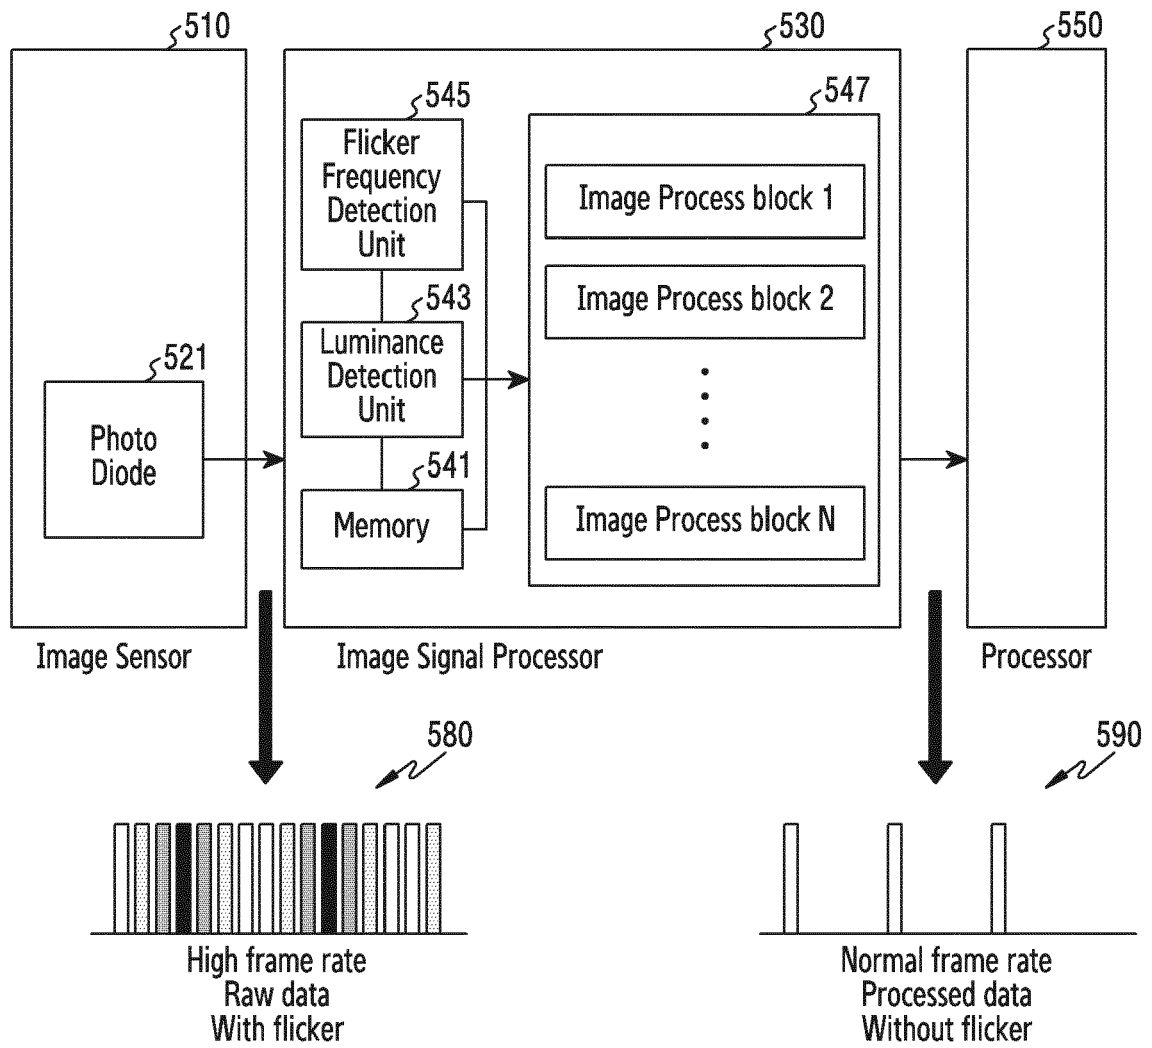 510
530
550
545
547
Flicker
Frequency
Detection
Unit
Image Process block 1
Image Process block 2
543
Luminance
Detection
Unit
521
Photo
Diode
541
Memory
Image Process block N
Image Sensor
Image Signal Processor
Processor
580
590
High frame rate
Raw data
With flicker
Normal frame rate
Processed data
Without flicker